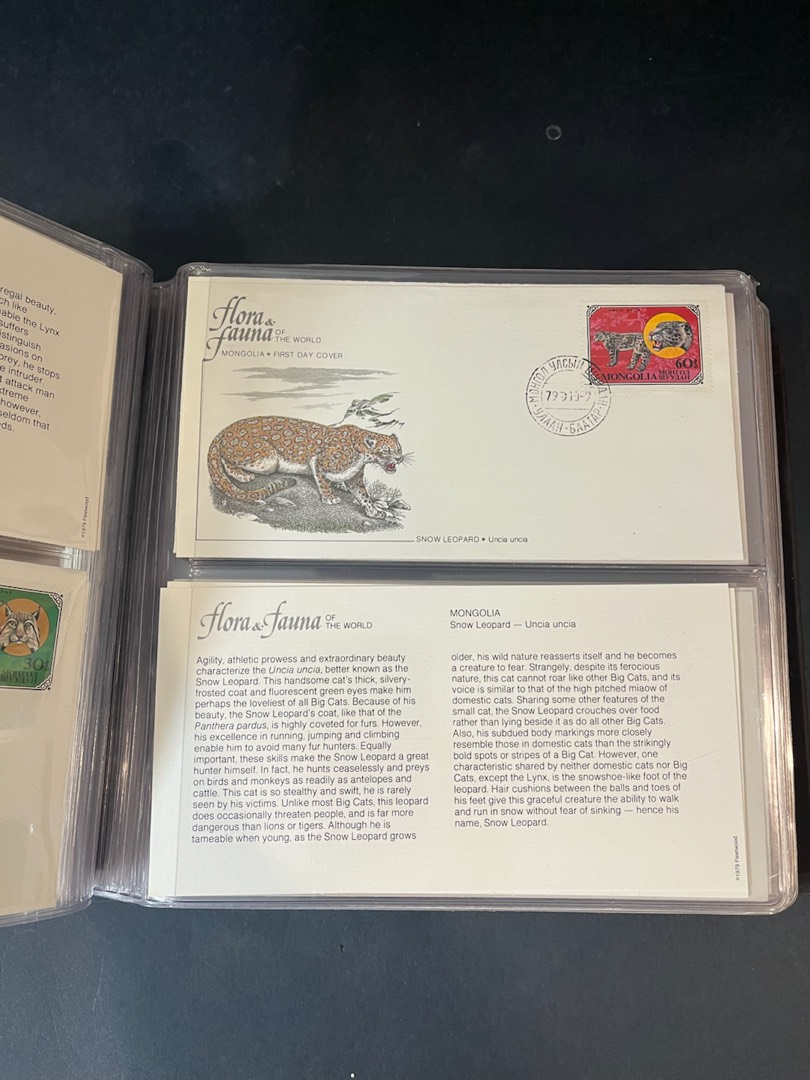 regal beauty,
ch like
able the Lynx
suffers
stinguish
asions on
orey, he stops
e intruder.
t attack man
xtreme
however,
seldom that
ds.
©1979 Fleetwood
30
МОНГОЛ
ШУУДАН
flora &
fauna OF
THE WORLD
MONGOLIA • FIRST DAY COVER
60
MONGOLIA МОНГОЛ
ШУУДАН
МОНГОЛ УЛСЫН
79 10-9
УЛААН-БААТАР
SNOW LEOPARD • Uncia uncia
flora & fauna OF
THE WORLD
Agility, athletic prowess and extraordinary beauty
characterize the Uncia uncia, better known as the
Snow Leopard. This handsome cat's thick, silvery-
frosted coat and fluorescent green eyes make him
perhaps the loveliest of all Big Cats. Because of his
beauty, the Snow Leopard's coat, like that of the
Panthera pardus, is highly coveted for furs. However,
his excellence in running, jumping and climbing
enable him to avoid many fur hunters. Equally
important, these skills make the Snow Leopard a great
hunter himself. In fact, he hunts ceaselessly and preys
on birds and monkeys as readily as antelopes and
cattle. This cat is so stealthy and swift, he is rarely
seen by his victims. Unlike most Big Cats, this leopard
does occasionally threaten people, and is far more
dangerous than lions or tigers. Although he is
tameable when young, as the Snow Leopard grows
MONGOLIA
Snow Leopard — Uncia uncia
older, his wild nature reasserts itself and he becomes
a creature to fear. Strangely, despite its ferocious
nature, this cat cannot roar like other Big Cats, and its
voice is similar to that of the high pitched miaow of
domestic cats. Sharing some other features of the
small cat, the Snow Leopard crouches over food
rather than lying beside it as do all other Big Cats.
Also, his subdued body markings more closely
resemble those in domestic cats than the strikingly
bold spots or stripes of a Big Cat. However, one
characteristic shared by neither domestic cats nor Big
Cats, except the Lynx, is the snowshoe-like foot of the
leopard. Hair cushions between the balls and toes of
his feet give this graceful creature the ability to walk
and run in snow without fear of sinking — hence his
name, Snow Leopard.
©1979 Fleetwood